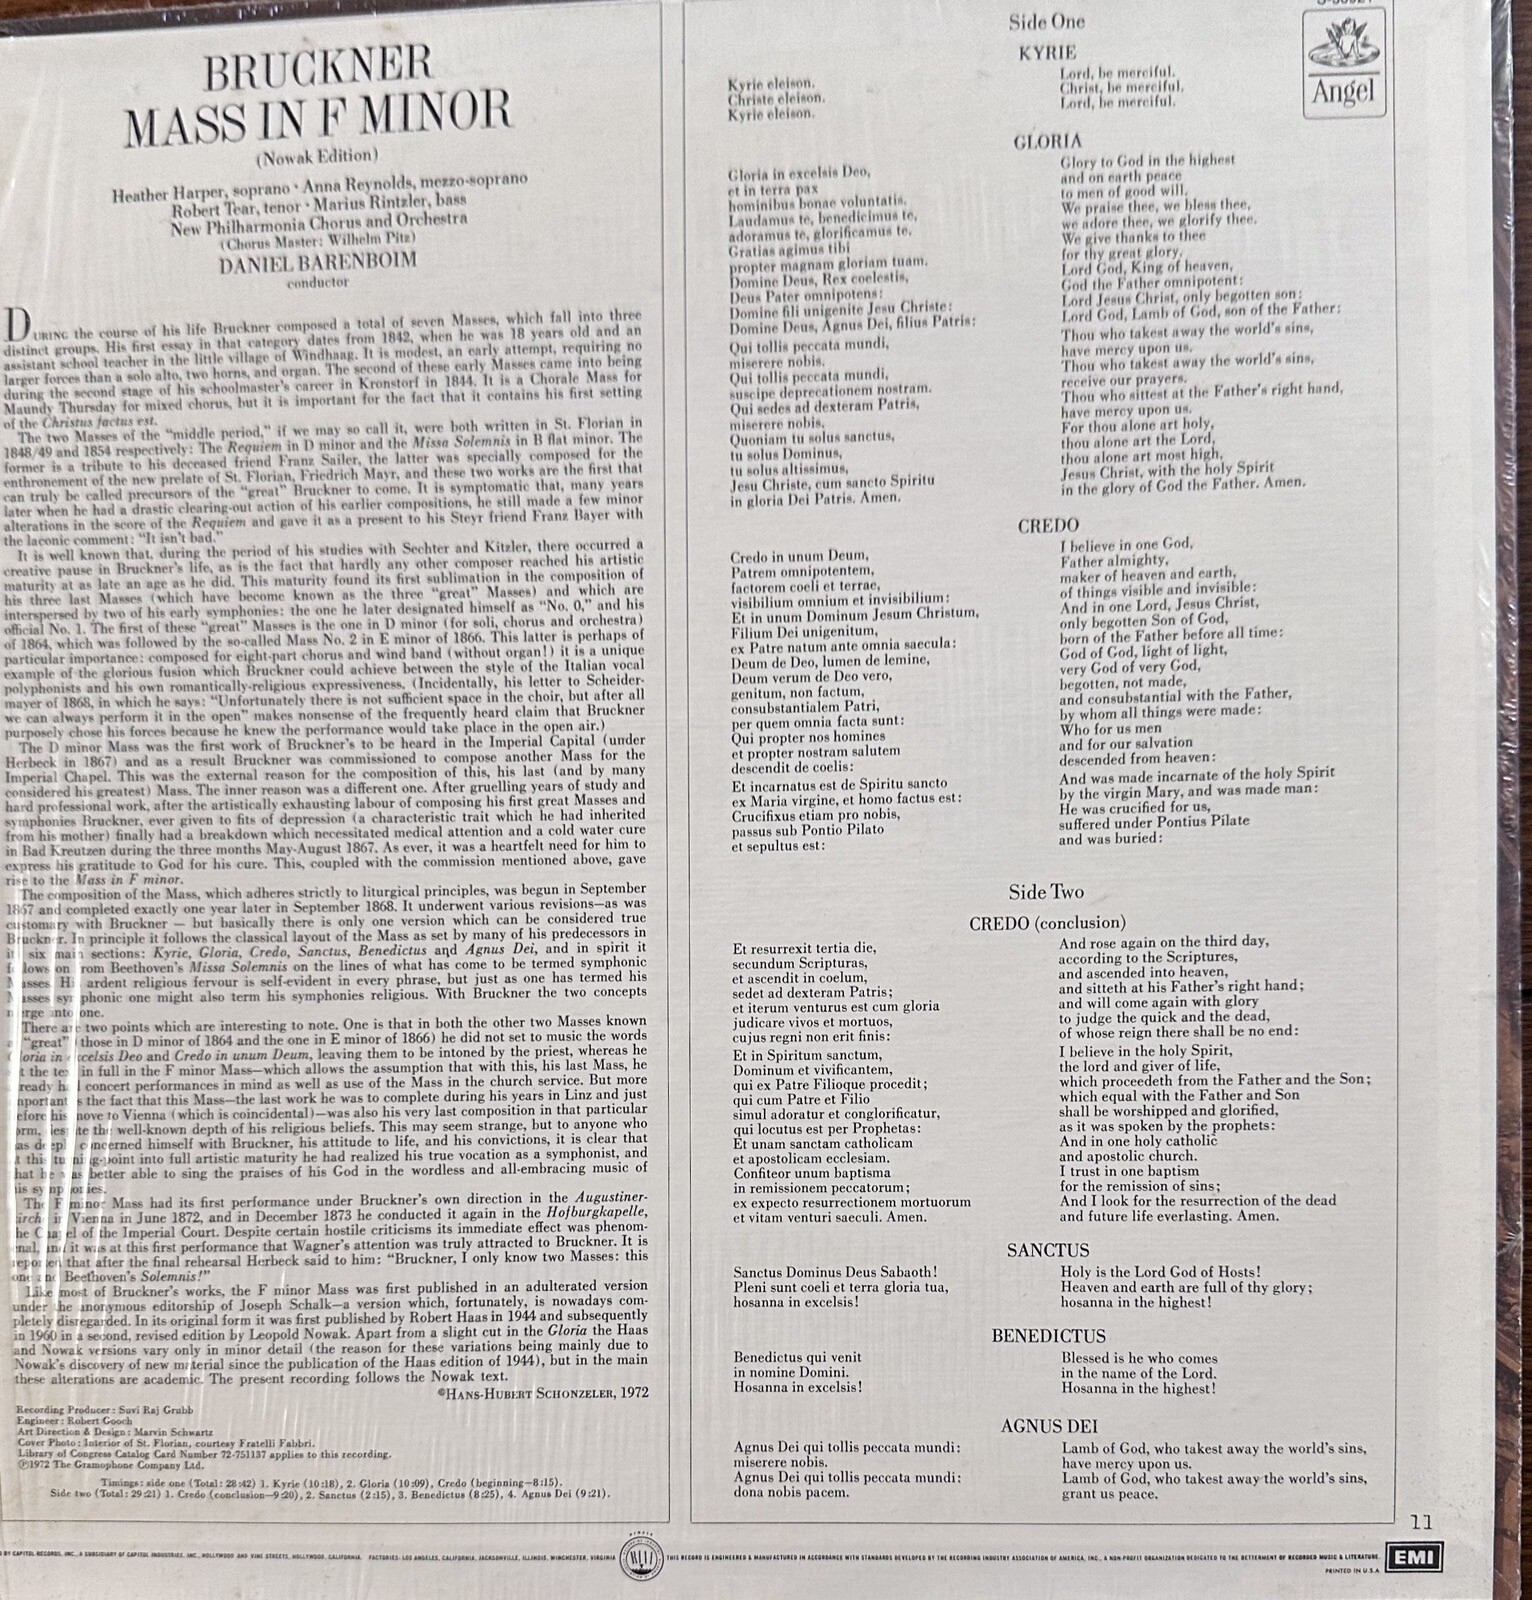 BRUCKNER
MASS IN F MINOR
(Nowak Edition)
Heather Harper, soprano · Anna Reynolds, mezzo-soprano
Robert Tear, tenor · Marius Rintzler, bass
New Philharmonia Chorus and Orchestra
(Chorus Master: Wilhelm Pitz)
DANIEL BARENBOIM
conductor
DURING the course of his life Bruckner composed a total of seven Masses, which fall into three
distinct groups. His first essay in that category dates from 1842, when he was 18 years old and an
assistant school teacher in the little village of Windhaag. It is modest, an early attempt, requiring no
larger forces than a solo alto, two horns, and organ. The second of these early Masses came into being
during the second stage of his schoolmaster's career in Kronstorf in 1844. It is a Chorale Mass for
Maundy Thursday for mixed chorus, but it is important for the fact that it contains his first setting
of the Christus factus est.
The two Masses of the "middle period," if we may so call it, were both written in St. Florian in
1848/49 and 1854 respectively: The Requiem in D minor and the Missa Solemnis in B flat minor. The
former is a tribute to his deceased friend Franz Sailer, the latter was specially composed for the
enthronement of the new prelate of St. Florian, Friedrich Mayr, and these two works are the first that
can truly be called precursors of the "great" Bruckner to come. It is symptomatic that, many years
later when he had a drastic clearing-out action of his earlier compositions, he still made a few minor
alterations in the score of the Requiem and gave it as a present to his Steyr friend Franz Bayer with
the laconic comment: "It isn't bad."
It is well known that, during the period of his studies with Sechter and Kitzler, there occurred a
creative pause in Bruckner's life, as is the fact that hardly any other composer reached his artistic
maturity at as late an age as he did. This maturity found its first sublimation in the composition of
his three last Masses (which have become known as the three "great" Masses) and which are
interspersed by two of his early symphonies: the one he later designated himself as "No. 0," and his
official No. 1. The first of these "great" Masses is the one in D minor (for soli, chorus and orchestra)
of 1864, which was followed by the so-called Mass No. 2 in E minor of 1866. This latter is perhaps of
particular importance: composed for eight-part chorus and wind band (without organ!) it is a unique
example of the glorious fusion which Bruckner could achieve between the style of the Italian vocal
polyphonists and his own romantically-religious expressiveness. (Incidentally, his letter to Scheider-
mayer of 1868, in which he says: "Unfortunately there is not sufficient space in the choir, but after all
we can always perform it in the open" makes nonsense of the frequently heard claim that Bruckner
purposely chose his forces because he knew the performance would take place in the open air.)
The D minor Mass was the first work of Bruckner's to be heard in the Imperial Capital (under
Herbeck in 1867) and as a result Bruckner was commissioned to compose another Mass for the
Imperial Chapel. This was the external reason for the composition of this, his last (and by many
considered his greatest) Mass. The inner reason was a different one. After gruelling years of study and
hard professional work, after the artistically exhausting labour of composing his first great Masses and
symphonies Bruckner, ever given to fits of depression (a characteristic trait which he had inherited
from his mother) finally had a breakdown which necessitated medical attention and a cold water cure
in Bad Kreutzen during the three months May-August 1867. As ever, it was a heartfelt need for him to
express his gratitude to God for his cure. This, coupled with the commission mentioned above, gave
rise to the Mass in F minor.
The composition of the Mass, which adheres strictly to liturgical principles, was begun in September
1867 and completed exactly one year later in September 1868. It underwent various revisions—as was
customary with Bruckner — but basically there is only one version which can be considered true
Bruckner. In principle it follows the classical layout of the Mass as set by many of his predecessors in
it six main sections: Kyrie, Gloria, Credo, Sanctus, Benedictus and Agnus Dei, and in spirit it
lows on from Beethoven's Missa Solemnis on the lines of what has come to be termed symphonic
asses. Hi ardent religious fervour is self-evident in every phrase, but just as one has termed his
asses sy phonic one might also term his symphonies religious. With Bruckner the two concepts
erge into one.
There are two points which are interesting to note. One is that in both the other two Masses known
"great" those in D minor of 1864 and the one in E minor of 1866) he did not set to music the words
loria in excelsis Deo and Credo in unum Deum, leaving them to be intoned by the priest, whereas he
t the tex in full in the F minor Mass—which allows the assumption that with this, his last Mass, he
ready h concert performances in mind as well as use of the Mass in the church service. But more
nportant s the fact that this Mass—the last work he was to complete during his years in Linz and just
efore his move to Vienna (which is coincidental)—was also his very last composition in that particular
orm, des te the well-known depth of his religious beliefs. This may seem strange, but to anyone who
as deepl concerned himself with Bruckner, his attitude to life, and his convictions, it is clear that
t this turning-point into full artistic maturity he had realized his true vocation as a symphonist, and
hat he was better able to sing the praises of his God in the wordless and all-embracing music of
his symphonies.
The F minor Mass had its first performance under Bruckner's own direction in the Augustiner-
irche in Vienna in June 1872, and in December 1873 he conducted it again in the Hofburgkapelle,
he Chapel of the Imperial Court. Despite certain hostile criticisms its immediate effect was phenom-
enal, and it was at this first performance that Wagner's attention was truly attracted to Bruckner. It is
reported that after the final rehearsal Herbeck said to him: "Bruckner, I only know two Masses: this
one and Beethoven's Solemnis!"
Like most of Bruckner's works, the F minor Mass was first published in an adulterated version
under the anonymous editorship of Joseph Schalk—a version which, fortunately, is nowadays com-
pletely disregarded. In its original form it was first published by Robert Haas in 1944 and subsequently
in 1960 in a second, revised edition by Leopold Nowak. Apart from a slight cut in the Gloria the Haas
and Nowak versions vary only in minor detail (the reason for these variations being mainly due to
Nowak's discovery of new material since the publication of the Haas edition of 1944), but in the main
these alterations are academic. The present recording follows the Nowak text.
©HANS-HUBERT SCHONZELER, 1972
Recording Producer: Suvi Raj Grubb
Engineer: Robert Gooch
Art Direction & Design: Marvin Schwartz
Cover Photo: Interior of St. Florian, courtesy Fratelli Fabbri.
Library of Congress Catalog Card Number 72-751137 applies to this recording.
Ⓟ1972 The Gramophone Company Ltd.
Timings: side one (Total: 28:42) 1. Kyrie (10:18), 2. Gloria (10:09), Credo (beginning—8:15).
Side two (Total: 29:21) 1. Credo (conclusion—9:20), 2. Sanctus (2:15), 3. Benedictus (8:25), 4. Agnus Dei (9:21).
Side One
KYRIE
Kyrie eleison.
Christe eleison.
Kyrie eleison.
Lord, be merciful.
Christ, be merciful.
Lord, be merciful.
Angel
GLORIA
Gloria in excelsis Deo,
et in terra pax
hominibus bonae voluntatis.
Laudamus te, benedicimus te,
adoramus te, glorificamus te.
Gratias agimus tibi
propter magnam gloriam tuam.
Domine Deus, Rex coelestis,
Deus Pater omnipotens:
Domine fili unigenite Jesu Christe:
Domine Deus, Agnus Dei, filius Patris:
Qui tollis peccata mundi,
miserere nobis.
Qui tollis peccata mundi,
suscipe deprecationem nostram.
Qui sedes ad dexteram Patris,
miserere nobis.
Quoniam tu solus sanctus,
tu solus Dominus,
tu solus altissimus,
Jesu Christe, cum sancto Spiritu
in gloria Dei Patris. Amen.
Glory to God in the highest
and on earth peace
to men of good will.
We praise thee, we bless thee,
we adore thee, we glorify thee.
We give thanks to thee
for thy great glory,
Lord God, King of heaven,
God the Father omnipotent:
Lord Jesus Christ, only begotten son:
Lord God, Lamb of God, son of the Father:
Thou who takest away the world's sins,
have mercy upon us.
Thou who takest away the world's sins,
receive our prayers.
Thou who sittest at the Father's right hand,
have mercy upon us.
For thou alone art holy,
thou alone art the Lord,
thou alone art most high,
Jesus Christ, with the holy Spirit
in the glory of God the Father. Amen.
CREDO
Credo in unum Deum,
Patrem omnipotentem,
factorem coeli et terrae,
visibilium omnium et invisibilium:
Et in unum Dominum Jesum Christum,
Filium Dei unigenitum,
ex Patre natum ante omnia saecula:
Deum de Deo, lumen de lemine,
Deum verum de Deo vero,
genitum, non factum,
consubstantialem Patri,
per quem omnia facta sunt:
Qui propter nos homines
et propter nostram salutem
descendit de coelis:
Et incarnatus est de Spiritu sancto
ex Maria virgine, et homo factus est:
Crucifixus etiam pro nobis,
passus sub Pontio Pilato
et sepultus est:
I believe in one God,
Father almighty,
maker of heaven and earth,
of things visible and invisible:
And in one Lord, Jesus Christ,
only begotten Son of God,
born of the Father before all time:
God of God, light of light,
very God of very God,
begotten, not made,
and consubstantial with the Father,
by whom all things were made:
Who for us men
and for our salvation
descended from heaven:
And was made incarnate of the holy Spirit
by the virgin Mary, and was made man:
He was crucified for us,
suffered under Pontius Pilate
and was buried:
Side Two
CREDO (conclusion)
Et resurrexit tertia die,
secundum Scripturas,
et ascendit in coelum,
sedet ad dexteram Patris;
et iterum venturus est cum gloria
judicare vivos et mortuos,
cujus regni non erit finis:
Et in Spiritum sanctum,
Dominum et vivificantem,
qui ex Patre Filioque procedit;
qui cum Patre et Filio
simul adoratur et conglorificatur,
qui locutus est per Prophetas:
Et unam sanctam catholicam
et apostolicam ecclesiam.
Confiteor unum baptisma
in remissionem peccatorum;
ex expecto resurrectionem mortuorum
et vitam venturi saeculi. Amen.
And rose again on the third day,
according to the Scriptures,
and ascended into heaven,
and sitteth at his Father's right hand;
and will come again with glory
to judge the quick and the dead,
of whose reign there shall be no end:
I believe in the holy Spirit,
the lord and giver of life,
which proceedeth from the Father and the Son;
which equal with the Father and Son
shall be worshipped and glorified,
as it was spoken by the prophets:
And in one holy catholic
and apostolic church.
I trust in one baptism
for the remission of sins;
And I look for the resurrection of the dead
and future life everlasting. Amen.
SANCTUS
Sanctus Dominus Deus Sabaoth!
Pleni sunt coeli et terra gloria tua,
hosanna in excelsis!
Holy is the Lord God of Hosts!
Heaven and earth are full of thy glory;
hosanna in the highest!
BENEDICTUS
Benedictus qui venit
in nomine Domini.
Hosanna in excelsis!
Blessed is he who comes
in the name of the Lord.
Hosanna in the highest!
AGNUS DEI
Agnus Dei qui tollis peccata mundi:
miserere nobis.
Agnus Dei qui tollis peccata mundi:
dona nobis pacem.
Lamb of God, who takest away the world's sins,
have mercy upon us.
Lamb of God, who takest away the world's sins,
grant us peace.
11
BY CAPITOL RECORDS, INC., A SUBSIDIARY OF CAPITOL INDUSTRIES, INC., HOLLYWOOD AND VINE STREETS, HOLLYWOOD, CALIFORNIA. FACTORIES: LOS ANGELES, CALIFORNIA, JACKSONVILLE, ILLINOIS, WINCHESTER, VIRGINIA
THIS RECORD IS ENGINEERED & MANUFACTURED IN ACCORDANCE WITH STANDARDS DEVELOPED BY THE RECORDING INDUSTRY ASSOCIATION OF AMERICA, INC., A NON-PROFIT ORGANIZATION DEDICATED TO THE BETTERMENT OF RECORDED MUSIC & LITERATURE.
EMI
PRINTED IN U.S.A